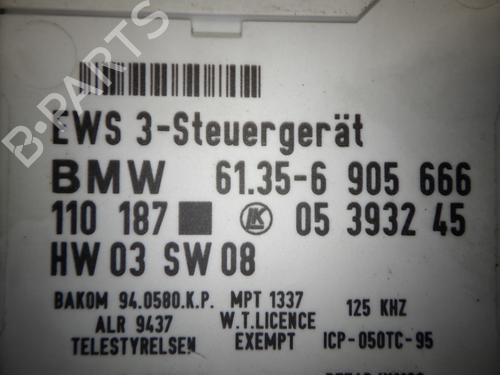 B-PARTS
EWS 3-Steuergerät
BMW 61.35-6 905 666
110 187 LK 05 3932 45
HW 03 SW 08
BAKOM 94.0580.K.P. MPT 1337 125 KHZ
ALR 9437 W.T.LICENCE
TELESTYRELSEN EXEMPT ICP-050TC-95